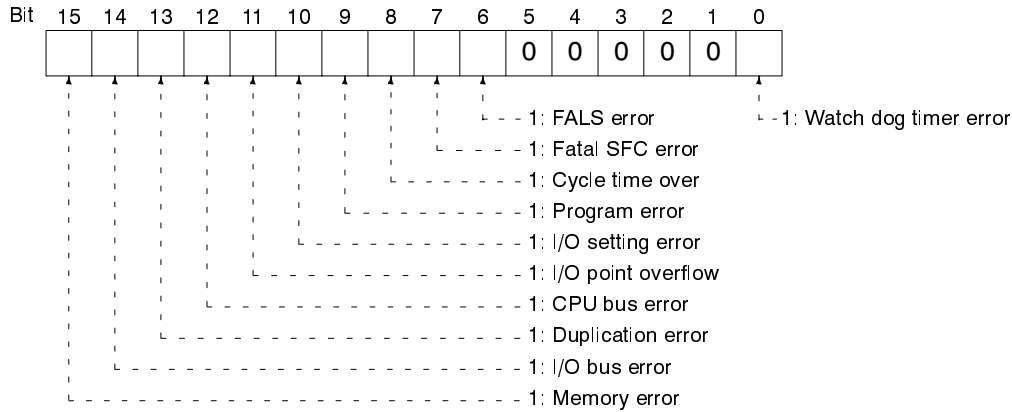 Bit 15 14 13 12 11 10 9 8 7 6 5 4 3 2 1 0
0 0 0 0 0
1: FALS error
1: Watch dog timer error
1: Fatal SFC error
1: Cycle time over
1: Program error
1: I/O setting error
1: I/O point overflow
1: CPU bus error
1: Duplication error
1: I/O bus error
1: Memory error